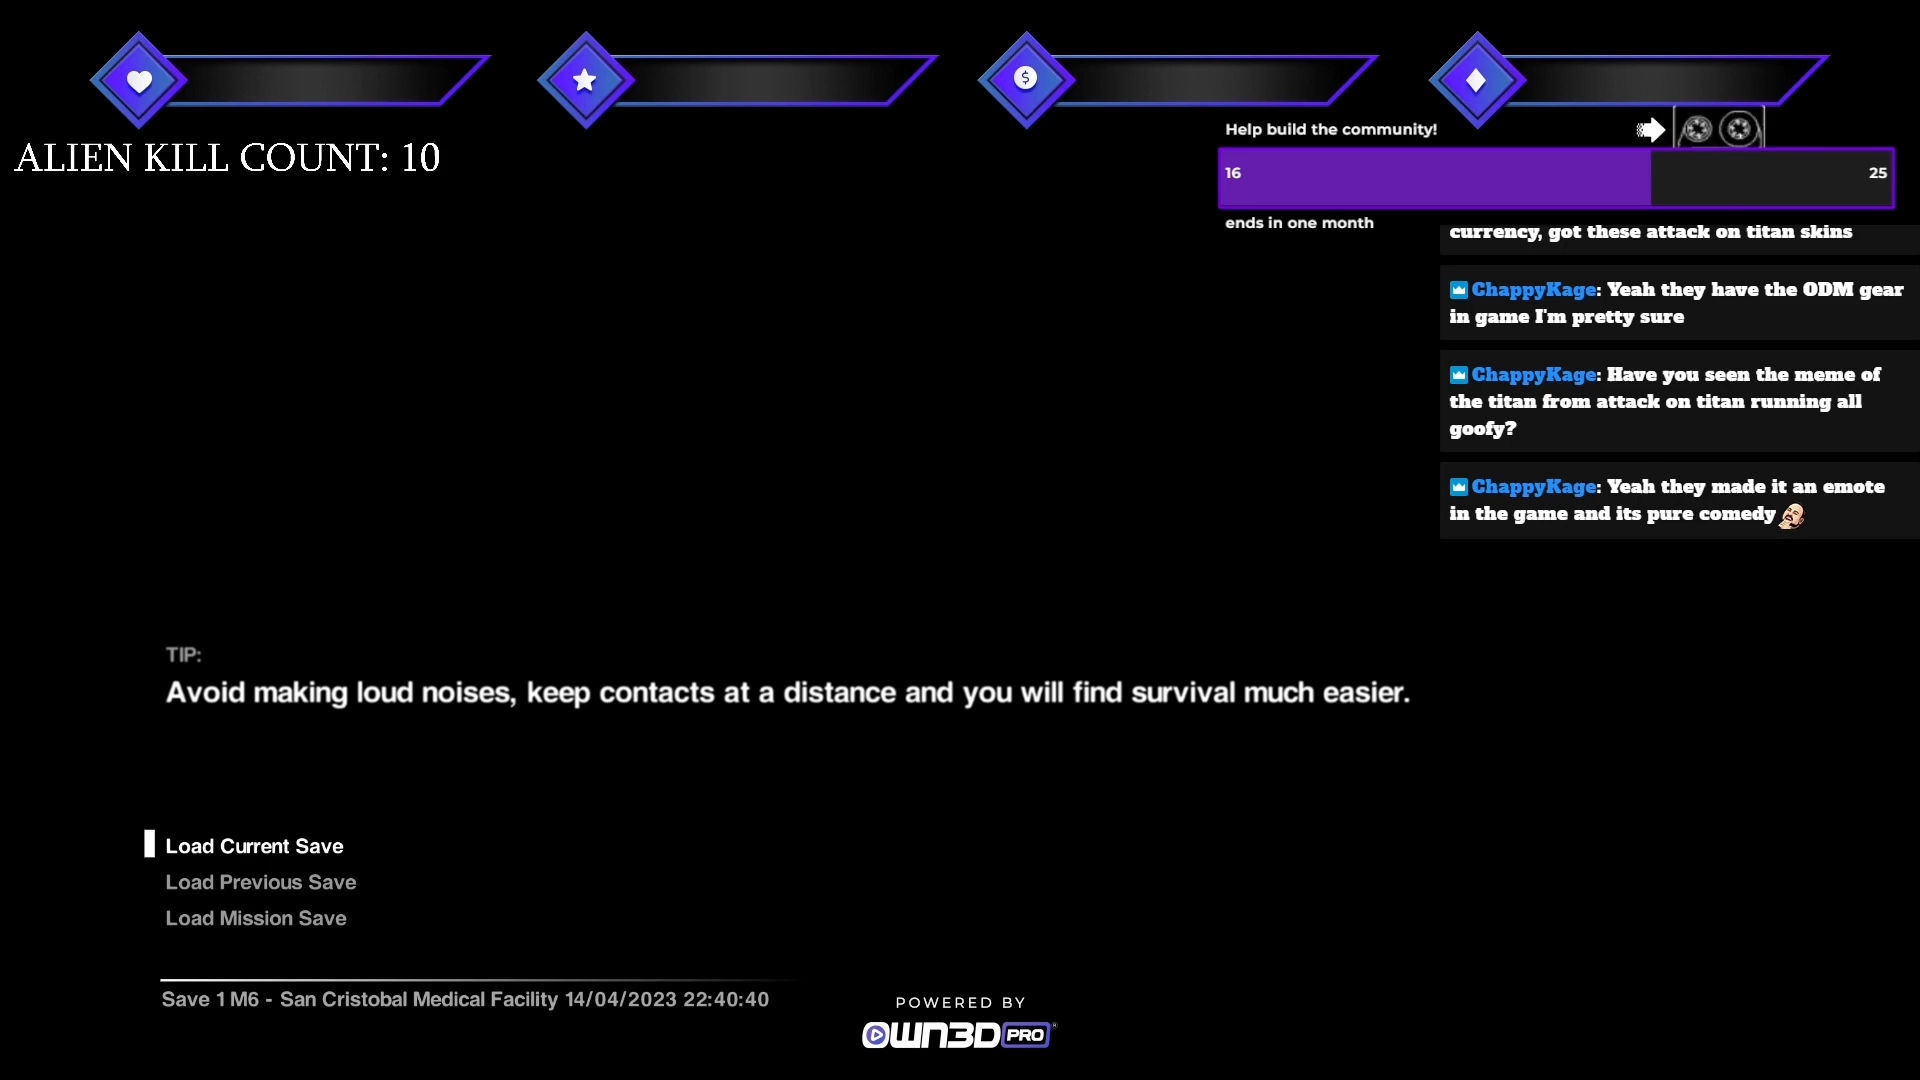 ALIEN KILL COUNT: 10
Help build the community!
16 25
ends in one month
currency, got these attack on titan skins
ChappyKage: Yeah they have the ODM gear
in game I'm pretty sure
ChappyKage: Have you seen the meme of
the titan from attack on titan running all
goofy?
ChappyKage: Yeah they made it an emote
in the game and its pure comedy
TIP:
Avoid making loud noises, keep contacts at a distance and you will find survival much easier.
Load Current Save
Load Previous Save
Load Mission Save
Save 1 M6 - San Cristobal Medical Facility 14/04/2023 22:40:40
POWERED BY
OWN3D PRO